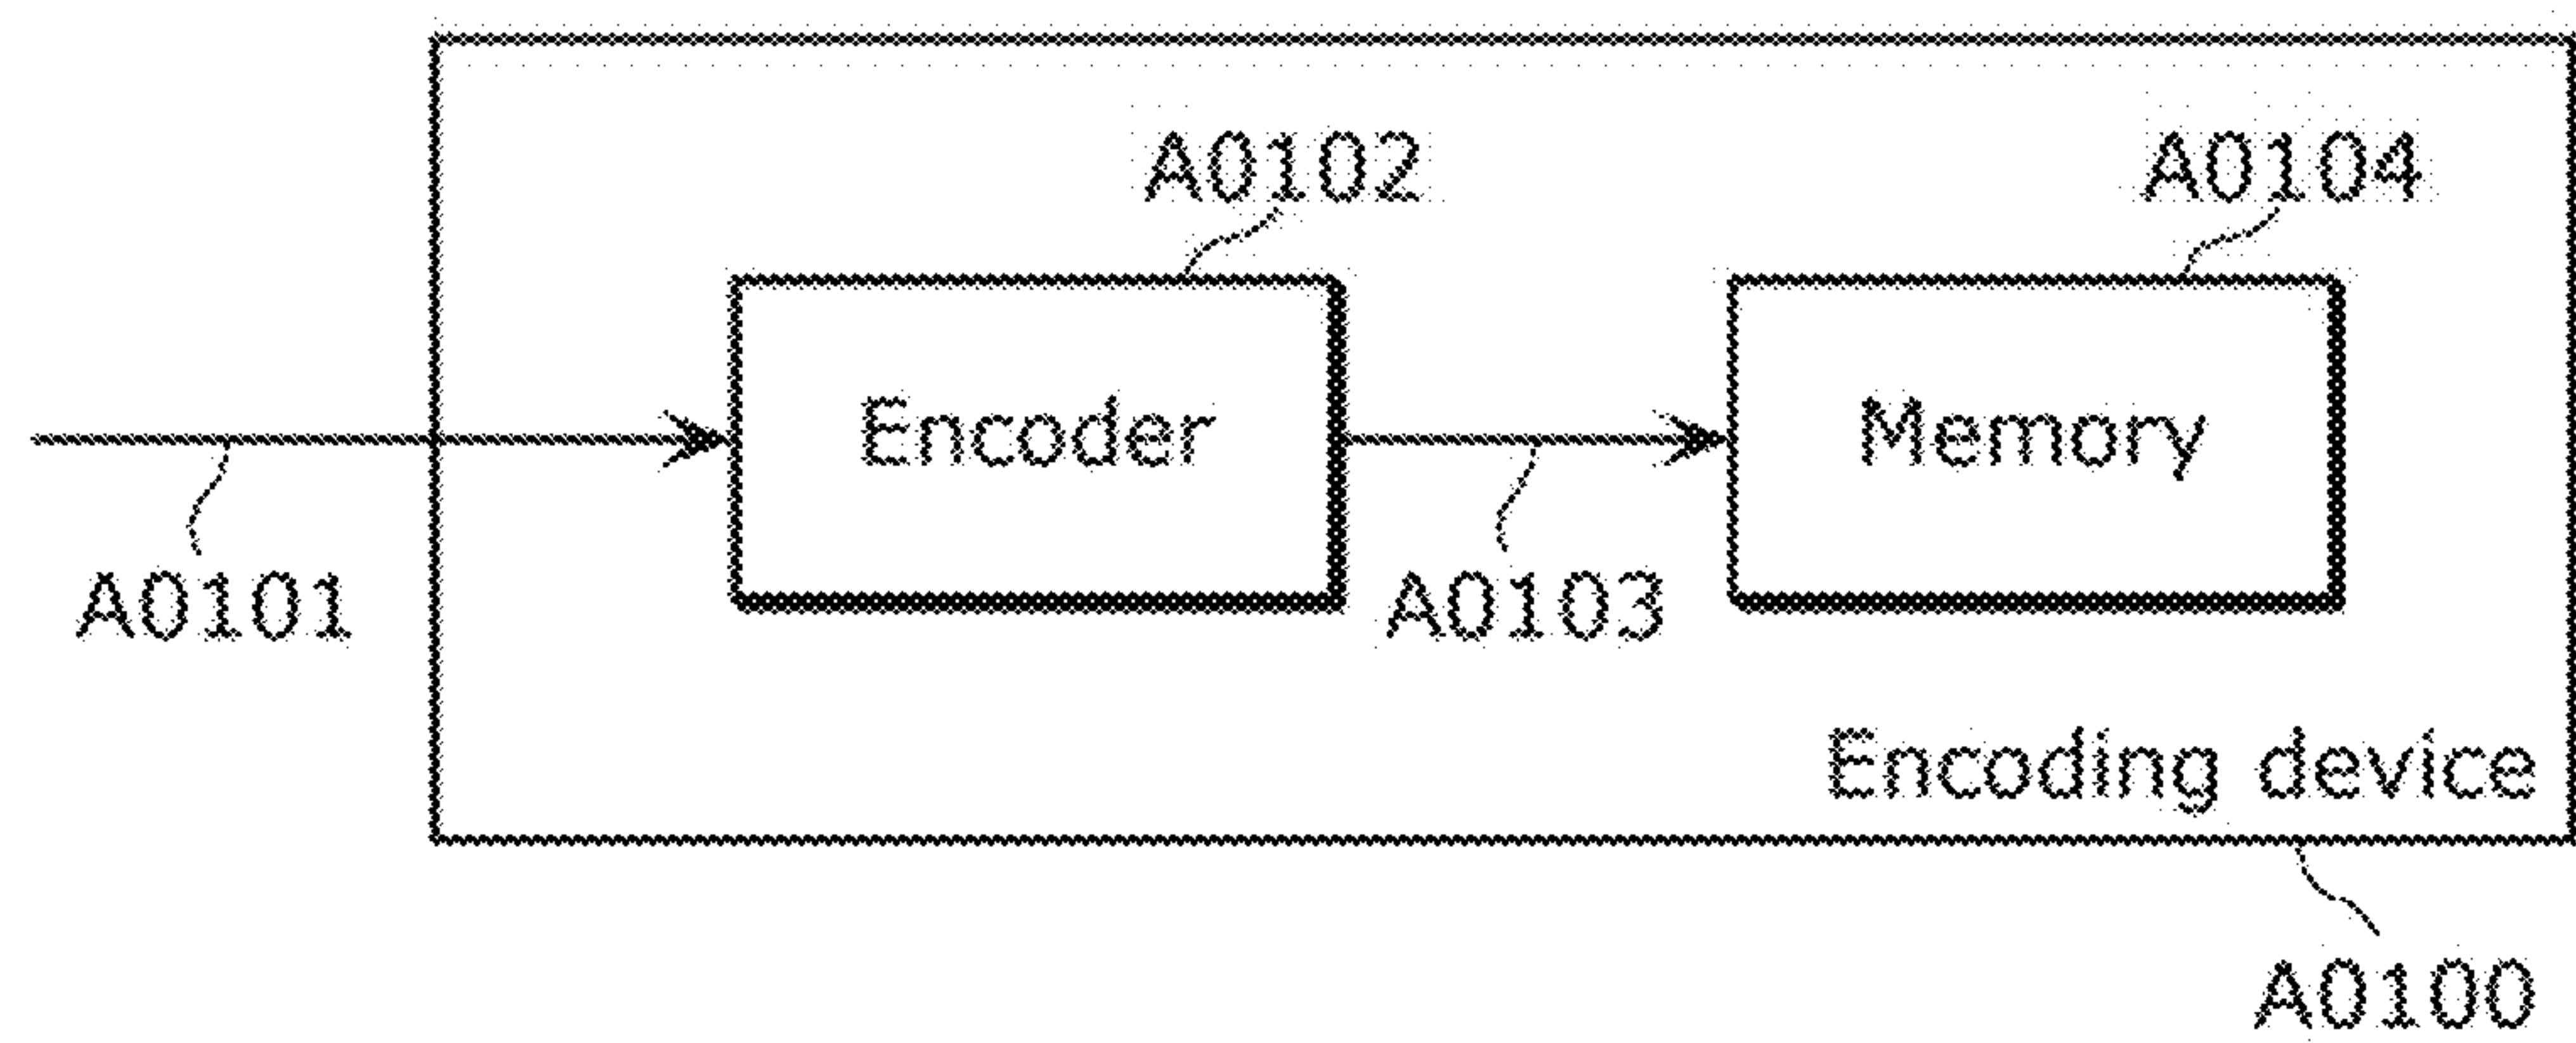 A0102
A0104
Encoder
Memory
A0101
A0103
Encoding device
A0100